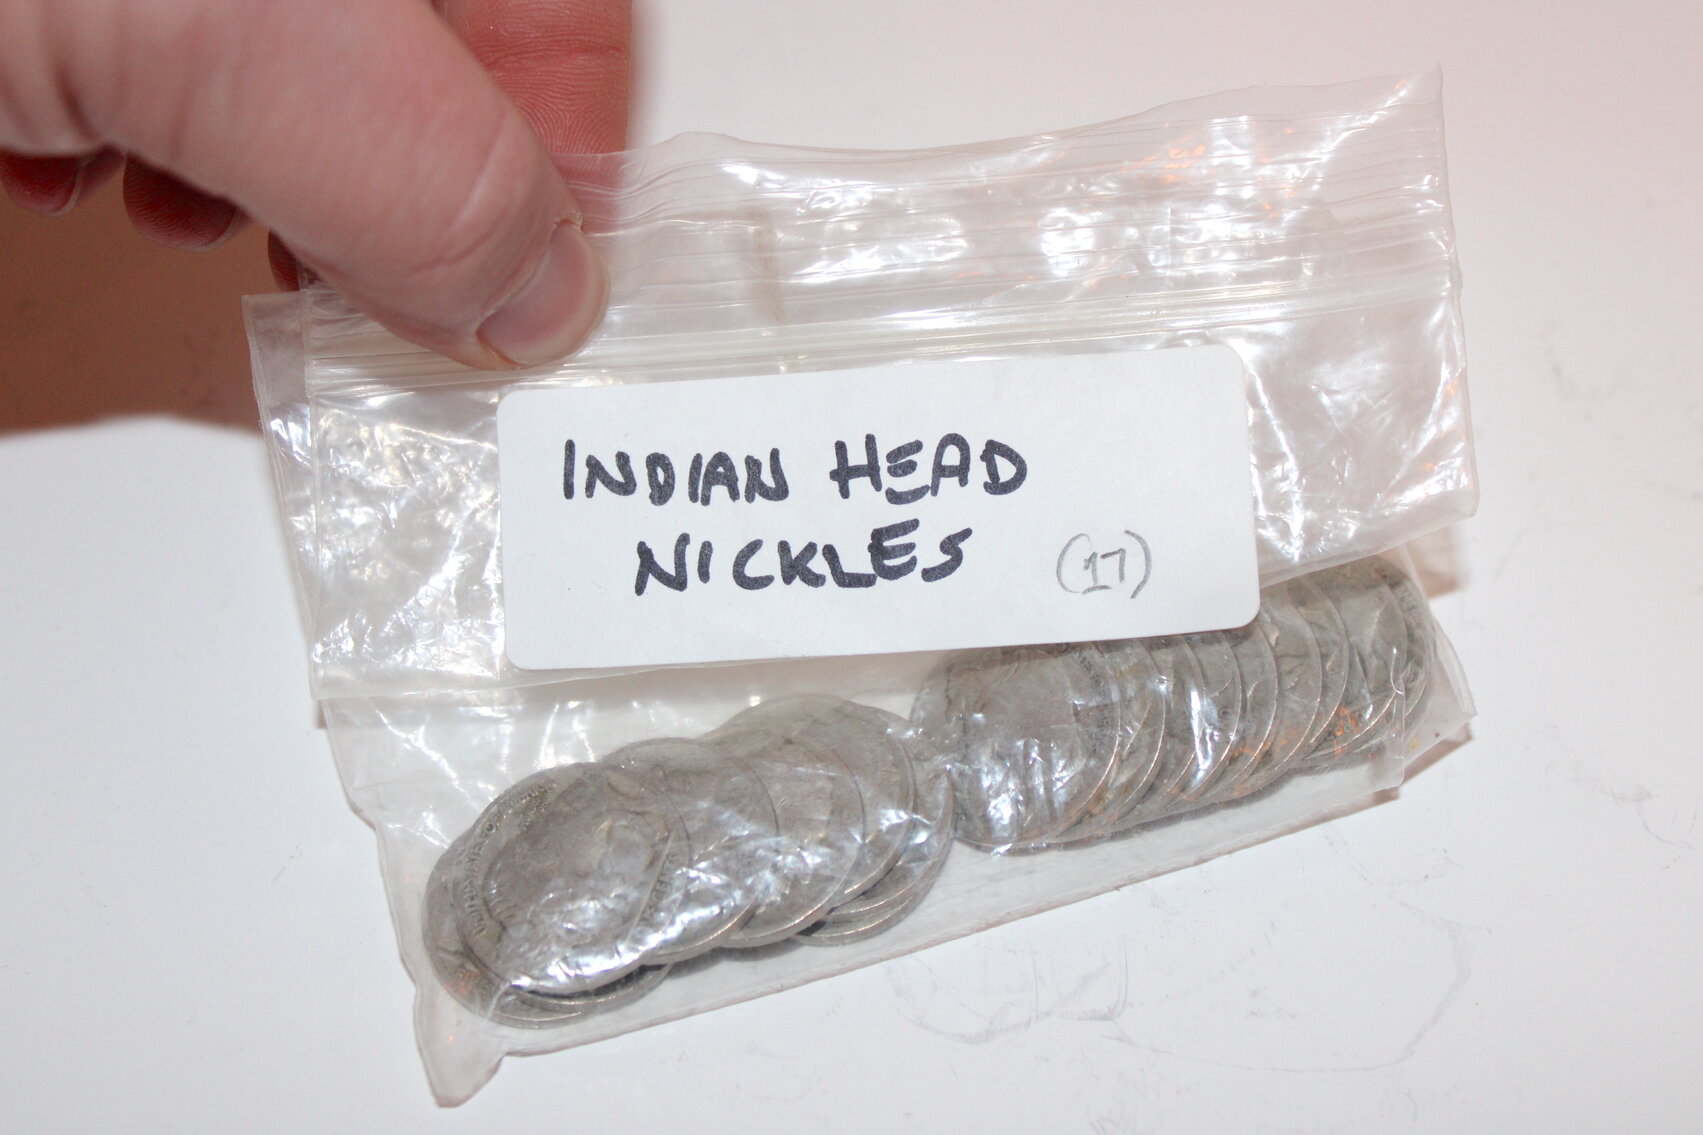 INDIAN HEAD
NICKLES (17)